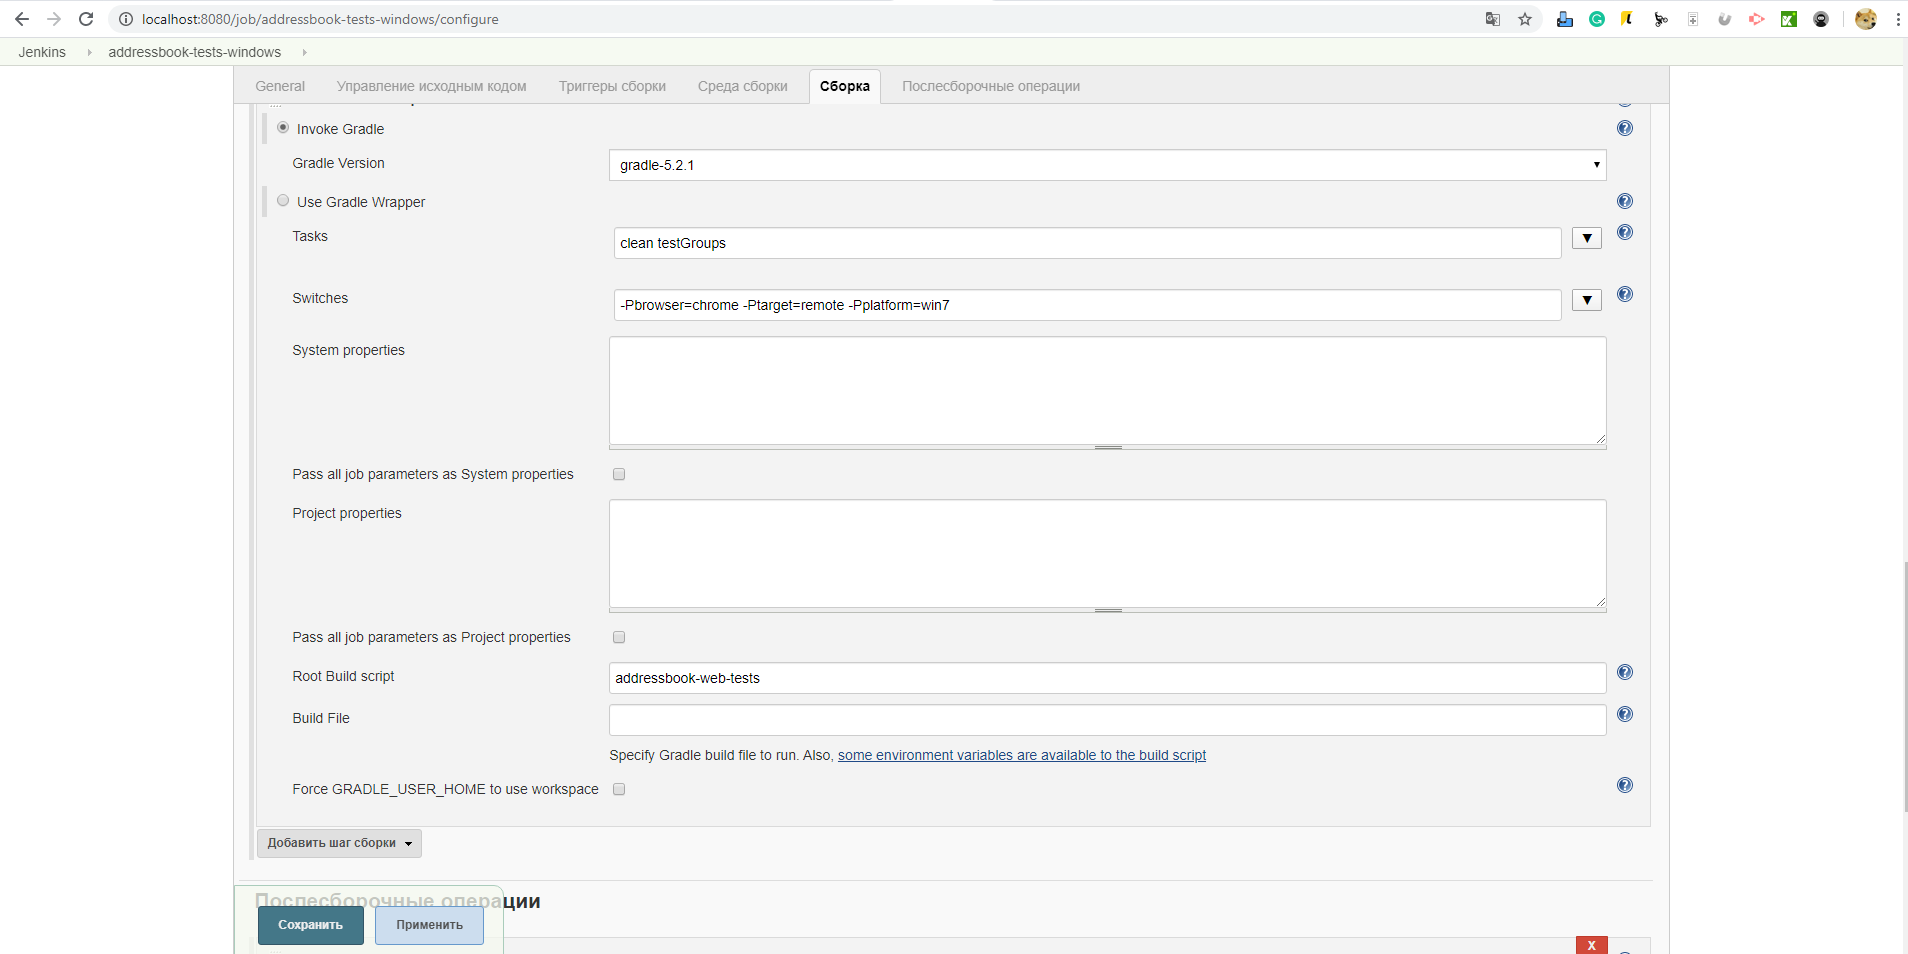 localhost:8080/job/addressbook-tests-windows/configure
Jenkins addressbook-tests-windows
General Управление исходным кодом Триггеры сборки Среда сборки Сборка Послесборочные операции
Invoke Gradle
Gradle Version gradle-5.2.1
Use Gradle Wrapper
Tasks clean testGroups
Switches -Pbrowser=chrome -Ptarget=remote -Pplatform=win7
System properties
Pass all job parameters as System properties
Project properties
Pass all job parameters as Project properties
Root Build script addressbook-web-tests
Build File
Specify Gradle build file to run. Also, some environment variables are available to the build script
Force GRADLE_USER_HOME to use workspace
Добавить шаг сборки
Послесборочные операции
Сохранить Применить
X